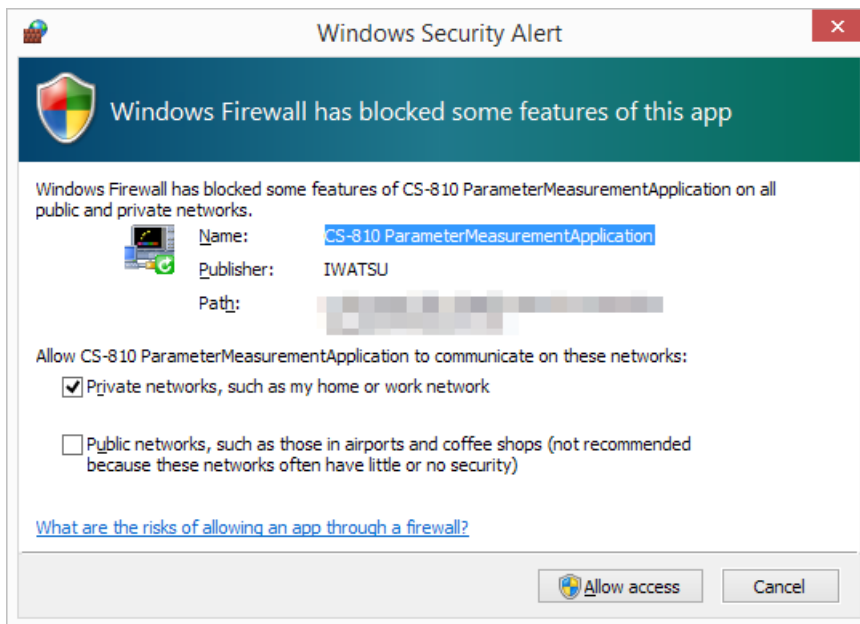 Windows Security Alert
Windows Firewall has blocked some features of this app
Windows Firewall has blocked some features of CS-810 ParameterMeasurementApplication on all
public and private networks.
Name: CS-810 ParameterMeasurementApplication
Publisher: IWATSU
Path:
Allow CS-810 ParameterMeasurementApplication to communicate on these networks:
Private networks, such as my home or work network
Public networks, such as those in airports and coffee shops (not recommended
because these networks often have little or no security)
What are the risks of allowing an app through a firewall?
Allow access Cancel